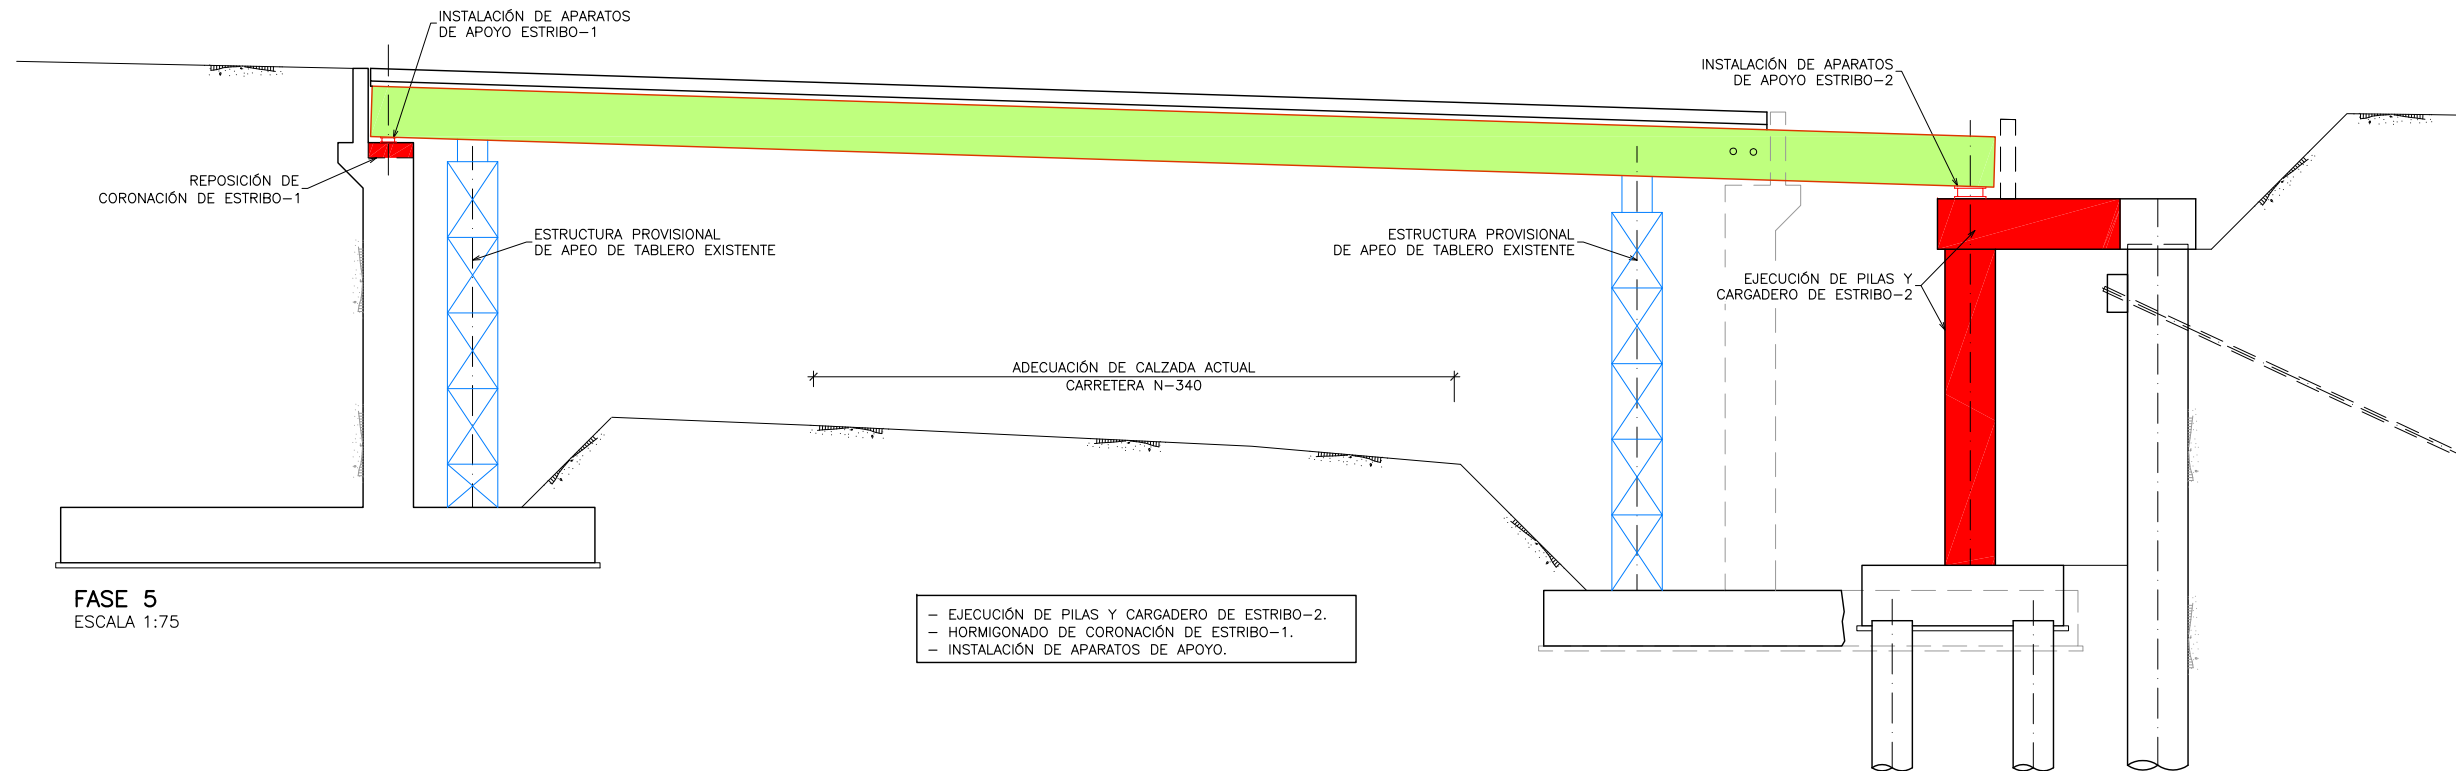 INSTALACIÓN DE APARATOS
DE APOYO ESTRIBO-1
INSTALACIÓN DE APARATOS
DE APOYO ESTRIBO-2
REPOSICIÓN DE
CORONACIÓN DE ESTRIBO-1
ESTRUCTURA PROVISIONAL
DE APEO DE TABLERO EXISTENTE
ESTRUCTURA PROVISIONAL
DE APEO DE TABLERO EXISTENTE
EJECUCIÓN DE PILAS Y
CARGADERO DE ESTRIBO-2
ADECUACIÓN DE CALZADA ACTUAL
CARRETERA N-340
FASE 5
ESCALA 1:75
- EJECUCIÓN DE PILAS Y CARGADERO DE ESTRIBO-2.
- HORMIGONADO DE CORONACIÓN DE ESTRIBO-1.
- INSTALACIÓN DE APARATOS DE APOYO.